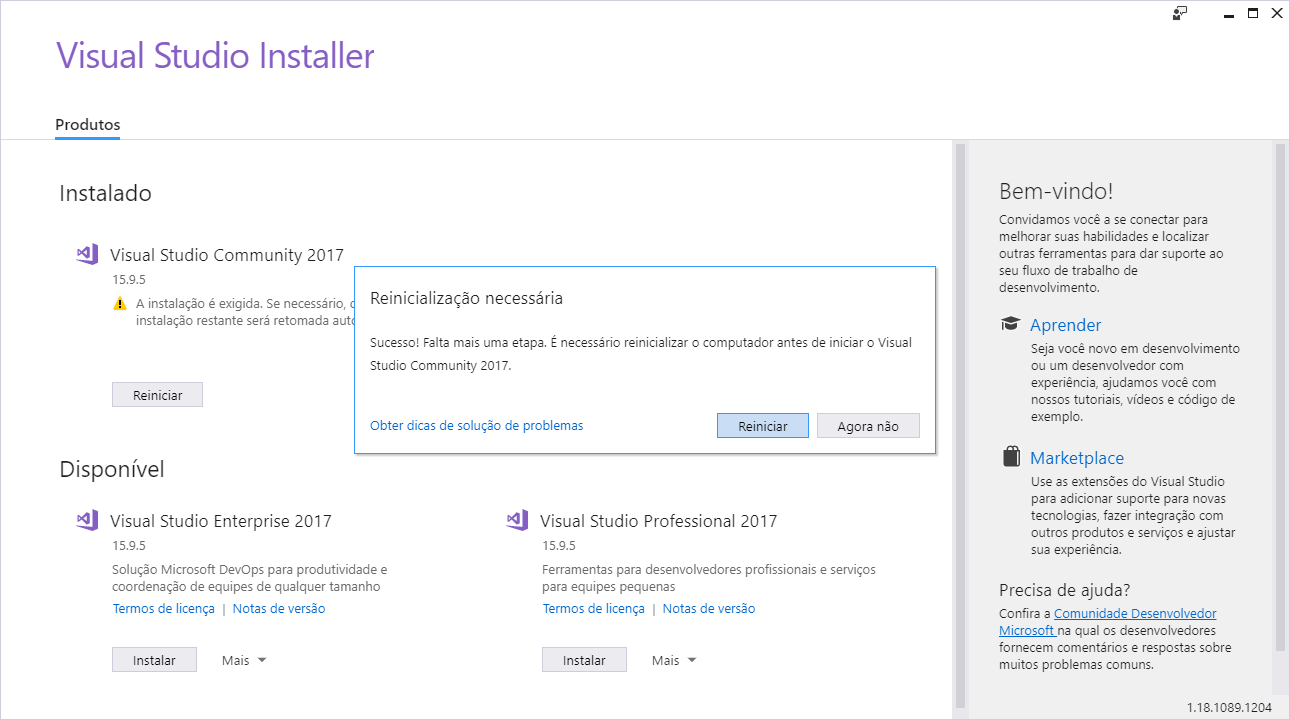 Visual Studio Installer
Produtos
Instalado
Visual Studio Community 2017
15.9.5
A instalação é exigida. Se necessário,
instalação restante será retomada
Reiniciar
Reinicialização necessária
Sucesso! Falta mais uma etapa. É necessário reinicializar o computador antes de iniciar o Visual
Studio Community 2017.
Obter dicas de solução de problemas
Reiniciar
Agora não
Disponível
Visual Studio Enterprise 2017
15.9.5
Solução Microsoft DevOps para produtividade e
coordenação de equipes de qualquer tamanho
Termos de licença | Notas de versão
Instalar
Mais
Visual Studio Professional 2017
15.9.5
Ferramentas para desenvolvedores profissionais e serviços
para equipes pequenas
Termos de licença | Notas de versão
Instalar
Mais
Bem-vindo!
Convidamos você a se conectar para
melhorar suas habilidades e localizar
outras ferramentas para dar suporte ao
seu fluxo de trabalho de
desenvolvimento.
Aprender
Seja você novo em desenvolvimento
ou um desenvolvedor com
experiência, ajudamos você com
nossos tutoriais, vídeos e código de
exemplo.
Marketplace
Use as extensões do Visual Studio
para adicionar suporte para novas
tecnologias, fazer integração com
outros produtos e serviços e ajustar
sua experiência.
Precisa de ajuda?
Confira a Comunidade Desenvolvedor
Microsoft na qual os desenvolvedores
fornecem comentários e respostas sobre
muitos problemas comuns.
1.18.1089.1204